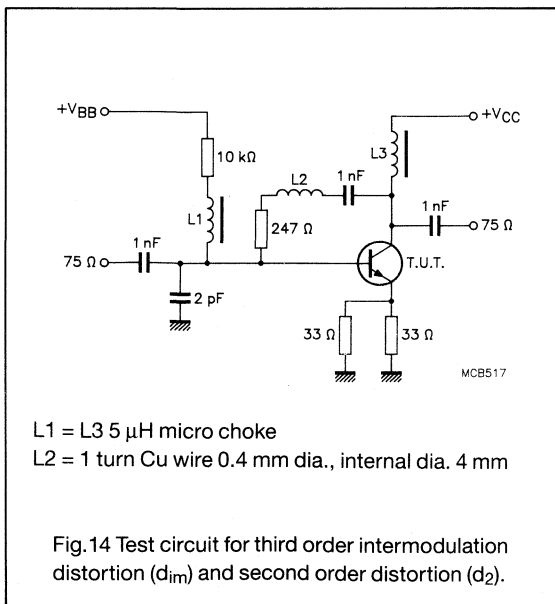 +VBB
+VCC
L3
10 kΩ
L2
1 nF
L1
1 nF
247 Ω
75 Ω
1 nF
75 Ω
T.U.T.
2 pF
33 Ω
33 Ω
MCB517
L1 = L3 5 µH micro choke
L2 = 1 turn Cu wire 0.4 mm dia., internal dia. 4 mm
Fig.14 Test circuit for third order intermodulation
distortion (dim) and second order distortion (d2).